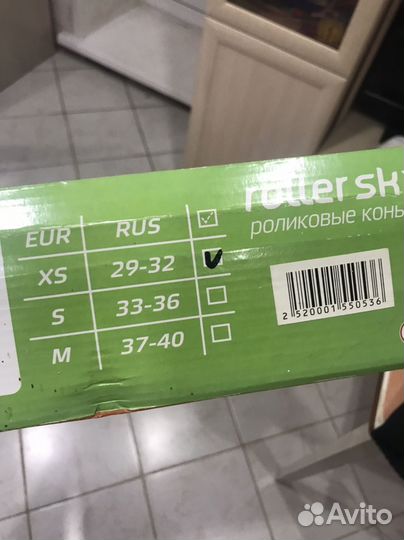 roller sk
роликовые конь
EUR RUS
XS 29-32
S 33-36
M 37-40
2 520001 550536
Avito